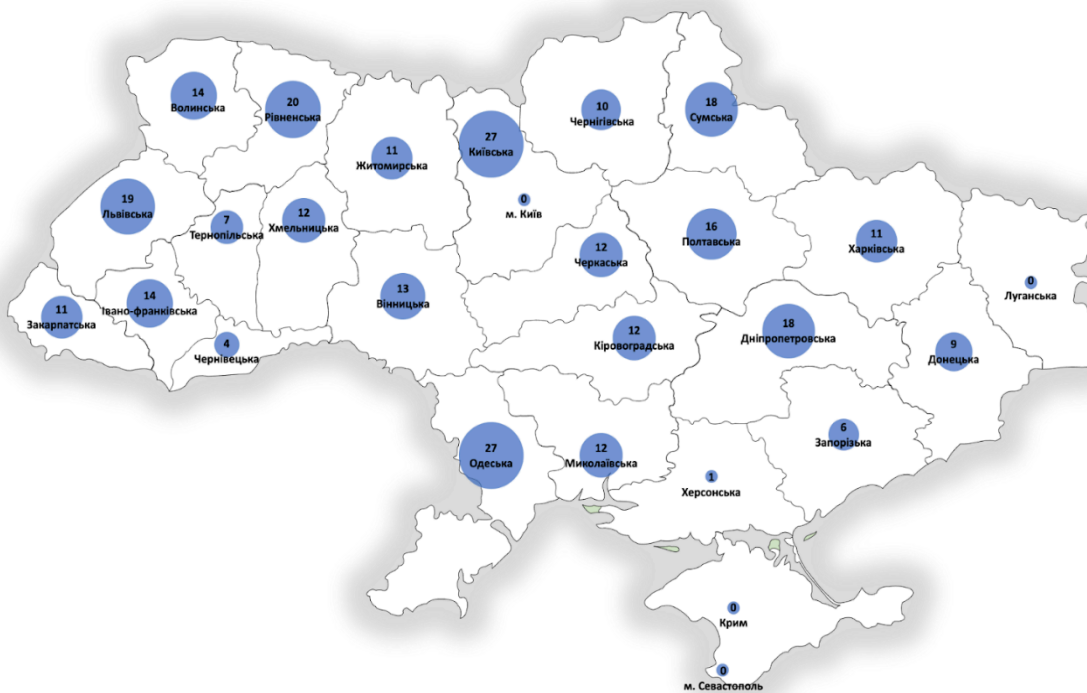 14
Волинська
20
Рівненська
10
Чернігівська
18
Сумська
27
Київська
11
Житомирська
19
Львівська
7
Тернопільська
12
Хмельницька
0
м. Київ
16
Полтавська
11
Харківська
12
Черкаська
0
Луганська
13
Вінницька
14
Івано-франківська
11
Закарпатська
4
Чернівецька
12
Кіровоградська
18
Дніпропетровська
9
Донецька
6
Запорізька
27
Одеська
12
Миколаївська
1
Херсонська
0
Крим
0
м. Севастополь